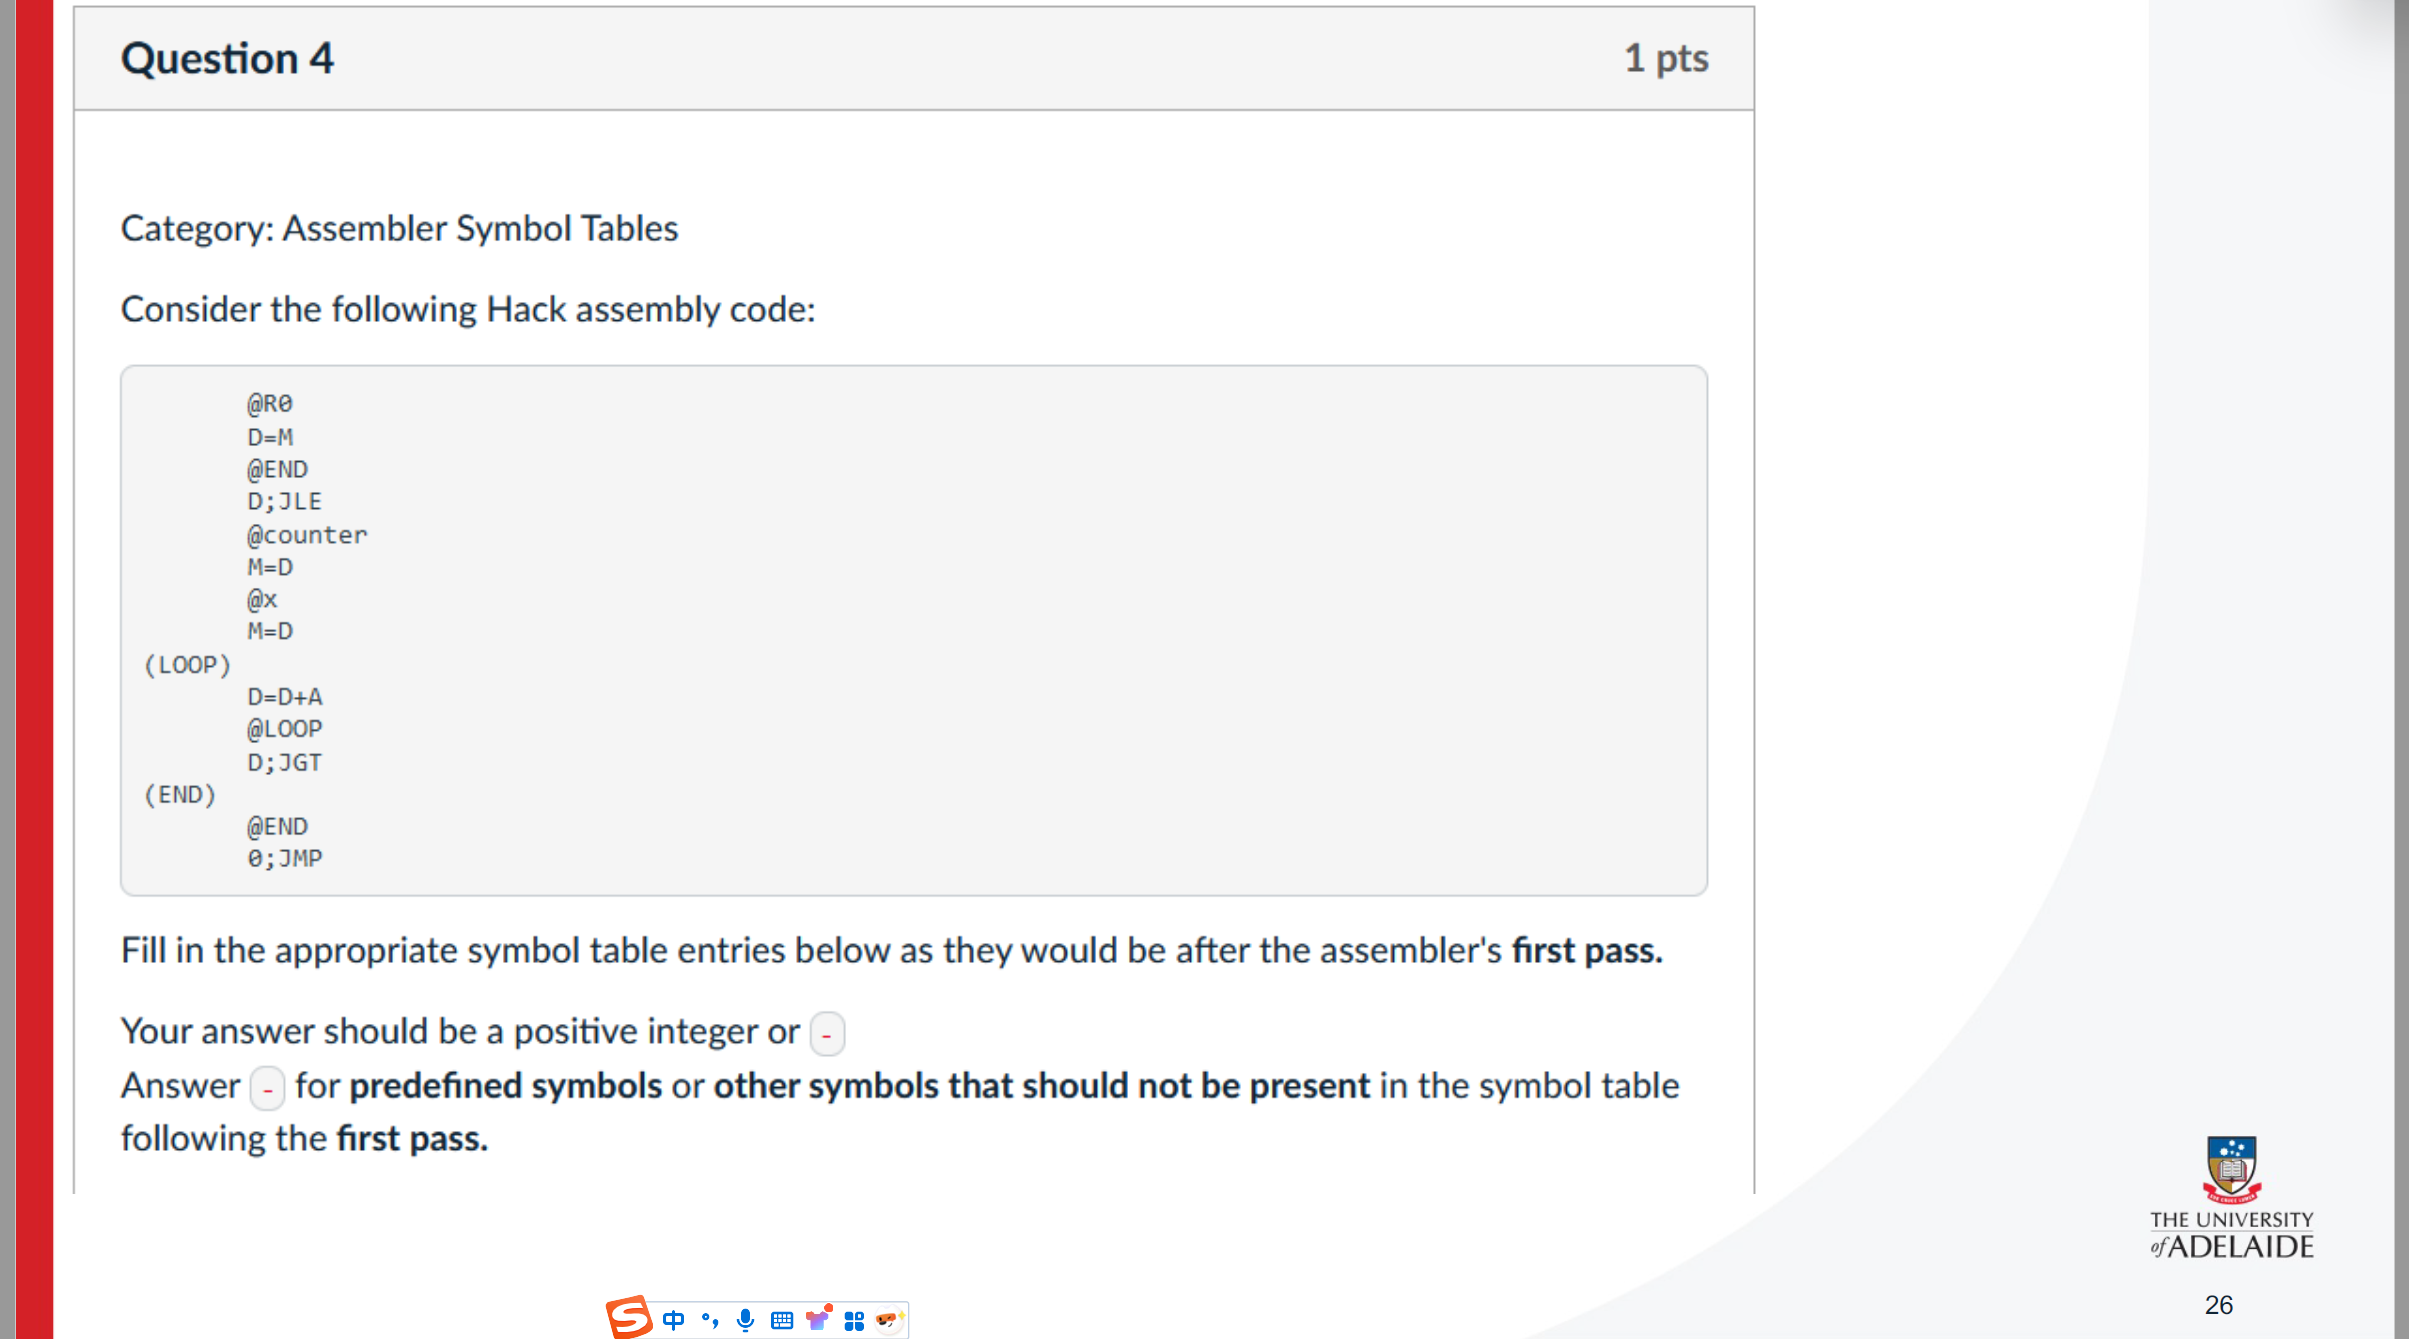 Question 4
1 pts
Category: Assembler Symbol Tables
Consider the following Hack assembly code:
@R0
D=M
@END
D;JLE
@counter
M=D
@x
M=D
(LOOP)
D=D+A
@LOOP
D;JGT
(END)
@END
0;JMP
Fill in the appropriate symbol table entries below as they would be after the assembler's first pass.
Your answer should be a positive integer or -
Answer - for predefined symbols or other symbols that should not be present in the symbol table
following the first pass.
THE UNIVERSITY
of ADELAIDE
26
S 中 °,